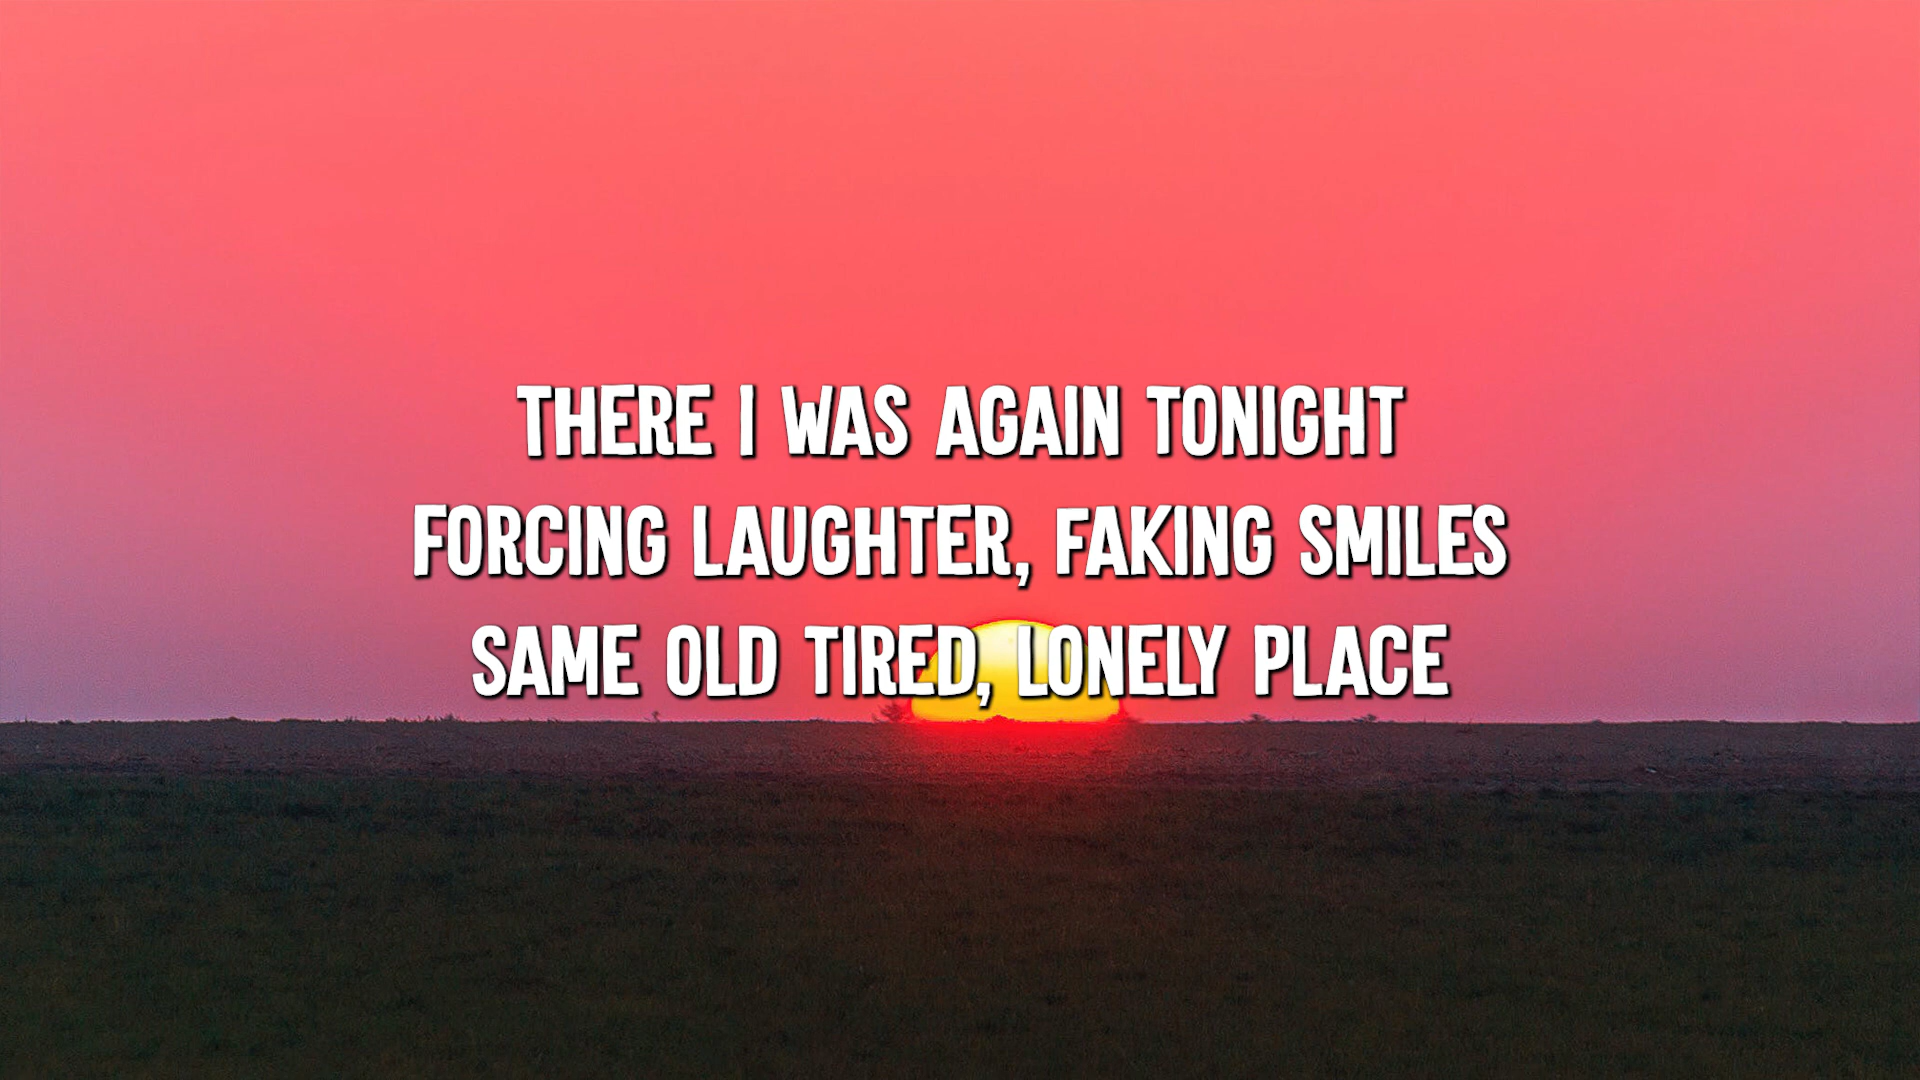 THERE I WAS AGAIN TONIGHT
FORCING LAUGHTER, FAKING SMILES
SAME OLD TIRED, LONELY PLACE